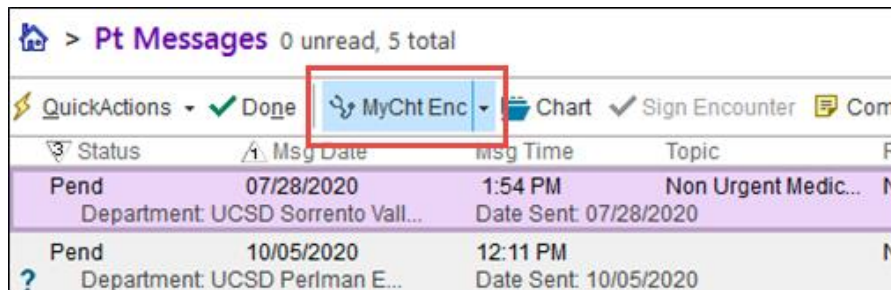 > Pt Messages 0 unread, 5 total
QuickActions Done MyCht Enc Chart Sign Encounter Com
3 Status 1 Msg Date Msg Time Topic
Pend 07/28/2020 1:54 PM Non Urgent Medic...
Department: UCSD Sorrento Vall... Date Sent: 07/28/2020
Pend 10/05/2020 12:11 PM
? Department: UCSD Perlman E... Date Sent: 10/05/2020